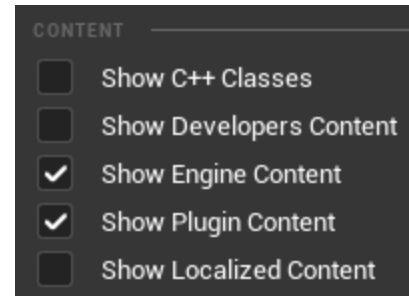 CONTENT
Show C++ Classes
Show Developers Content
Show Engine Content
Show Plugin Content
Show Localized Content